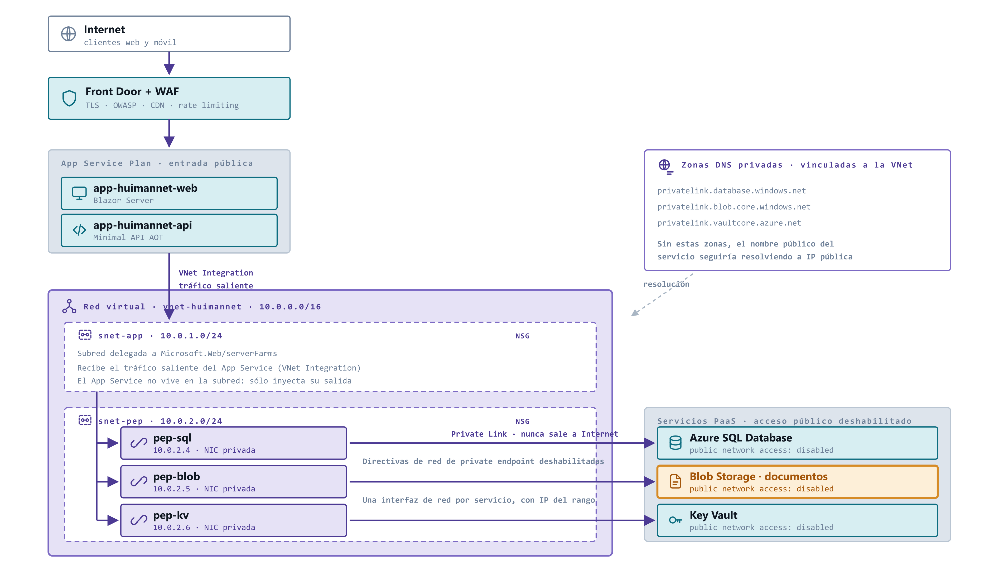 Internet
clientes web y móvil
Front Door + WAF
TLS · OWASP · CDN · rate limiting
App Service Plan · entrada pública
app-huimannet-web
Blazor Server
app-huimannet-api
Minimal API AOT
Zonas DNS privadas · vinculadas a la VNet
privatelink.database.windows.net
privatelink.blob.core.windows.net
privatelink.vaultcore.azure.net
Sin estas zonas, el nombre público del
servicio seguiría resolviendo a IP pública
VNet Integration
tráfico saliente
resolución
Red virtual · vnet-huimannet · 10.0.0.0/16
snet-app · 10.0.1.0/24
NSG
Subred delegada a Microsoft.Web/serverFarms
Recibe el tráfico saliente del App Service (VNet Integration)
El App Service no vive en la subred: sólo inyecta su salida
snet-pep · 10.0.2.0/24
NSG
Private Link · nunca sale a Internet
pep-sql
10.0.2.4 · NIC privada
Directivas de red de private endpoint deshabilitadas
pep-blob
10.0.2.5 · NIC privada
Una interfaz de red por servicio, con IP del rango
pep-kv
10.0.2.6 · NIC privada
Servicios PaaS · acceso público deshabilitado
Azure SQL Database
public network access: disabled
Blob Storage · documentos
public network access: disabled
Key Vault
public network access: disabled